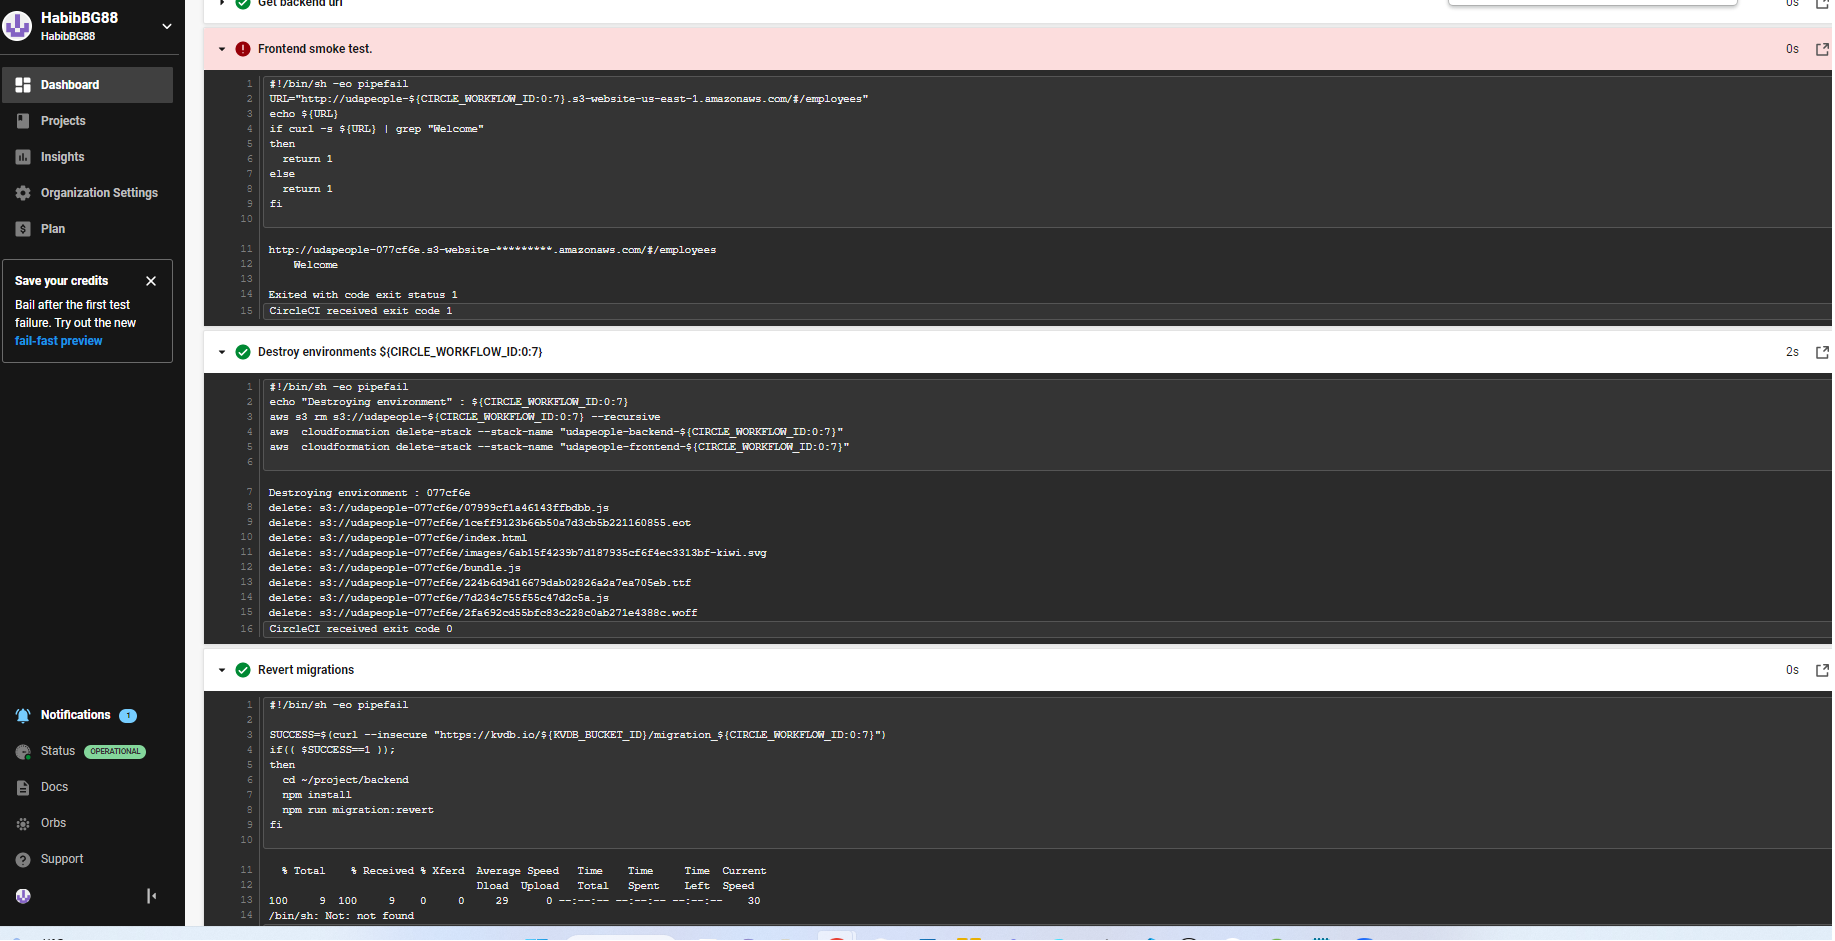 HabibBG88
HabibBG88
Dashboard
Projects
Insights
Organization Settings
Plan
Save your credits
Bail after the first test
failure. Try out the new
fail-fast preview
Notifications 1
Status OPERATIONAL
Docs
Orbs
Support
Get backend url 0s
Frontend smoke test. 0s
1 #!/bin/sh -eo pipefail
2 URL="http://udapeople-${CIRCLE_WORKFLOW_ID:0:7}.s3-website-us-east-1.amazonaws.com/#/employees"
3 echo ${URL}
4 if curl -s ${URL} | grep "Welcome"
5 then
6 return 1
7 else
8 return 1
9 fi
10
11 http://udapeople-077cf6e.s3-website-*********.amazonaws.com/#/employees
12 Welcome
13
14 Exited with code exit status 1
15 CircleCI received exit code 1
Destroy environments ${CIRCLE_WORKFLOW_ID:0:7} 2s
1 #!/bin/sh -eo pipefail
2 echo "Destroying environment" : ${CIRCLE_WORKFLOW_ID:0:7}
3 aws s3 rm s3://udapeople-${CIRCLE_WORKFLOW_ID:0:7} --recursive
4 aws  cloudformation delete-stack --stack-name "udapeople-backend-${CIRCLE_WORKFLOW_ID:0:7}"
5 aws  cloudformation delete-stack --stack-name "udapeople-frontend-${CIRCLE_WORKFLOW_ID:0:7}"
6
7 Destroying environment : 077cf6e
8 delete: s3://udapeople-077cf6e/07999cf1a46143ffbdbb.js
9 delete: s3://udapeople-077cf6e/1ceff9123b66b50a7d3cb5b221160855.eot
10 delete: s3://udapeople-077cf6e/index.html
11 delete: s3://udapeople-077cf6e/images/6ab15f4239b7d187935cf6f4ec3313bf-kiwi.svg
12 delete: s3://udapeople-077cf6e/bundle.js
13 delete: s3://udapeople-077cf6e/224b6d9d16679dab02826a2a7ea705eb.ttf
14 delete: s3://udapeople-077cf6e/7d234c755f55c47d2c5a.js
15 delete: s3://udapeople-077cf6e/2fa692cd55bfc83c228c0ab271e4388c.woff
16 CircleCI received exit code 0
Revert migrations 0s
1 #!/bin/sh -eo pipefail
2
3 SUCCESS=$(curl --insecure "https://kvdb.io/${KVDB_BUCKET_ID}/migration_${CIRCLE_WORKFLOW_ID:0:7}")
4 if(( $SUCCESS==1 ));
5 then
6 cd ~/project/backend
7 npm install
8 npm run migration:revert
9 fi
10
11 % Total % Received % Xferd Average Speed Time Time Time Current
12 Dload Upload Total Spent Left Speed
13 100 9 100 9 0 0 29 0 --:--:-- --:--:-- --:--:-- 30
14 /bin/sh: Not: not found